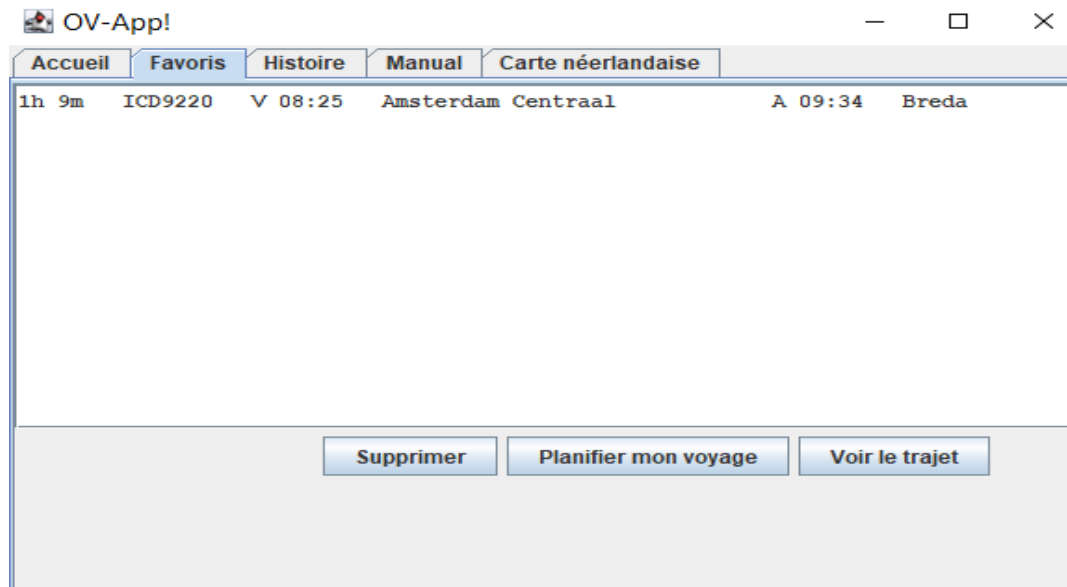 OV-App!
Accueil Favoris Histoire Manual Carte néerlandaise
1h 9m ICD9220 V 08:25 Amsterdam Centraal A 09:34 Breda
Supprimer Planifier mon voyage Voir le trajet